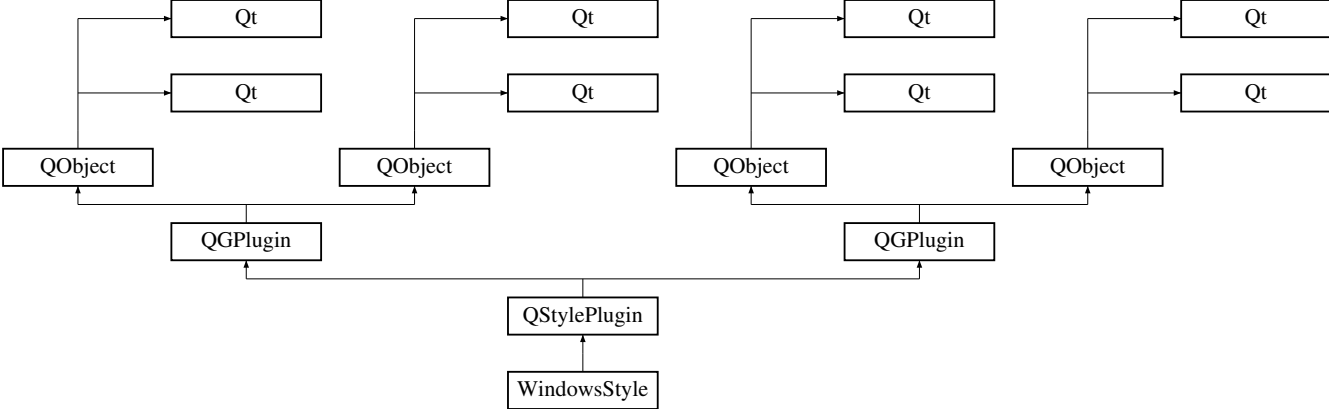 Qt
Qt
Qt
Qt
Qt
Qt
Qt
Qt
QObject
QObject
QObject
QObject
QGPlugin
QGPlugin
QStylePlugin
WindowsStyle